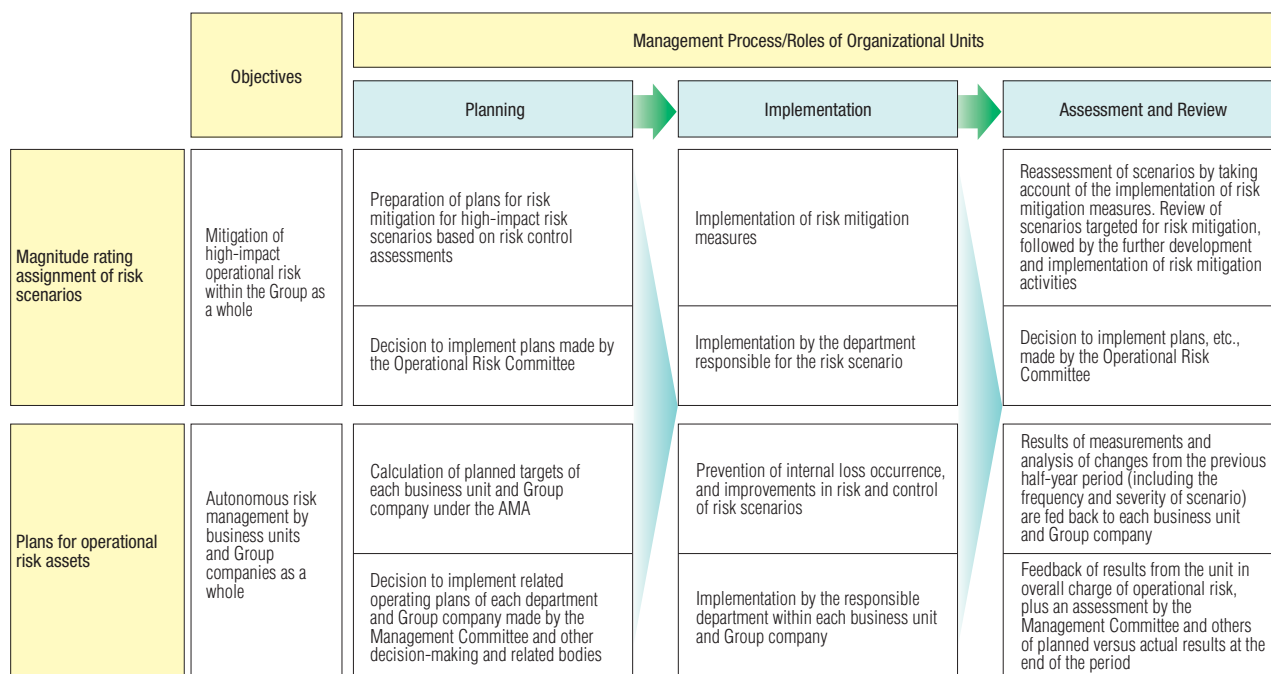 Objectives
Management Process/Roles of Organizational Units
Planning
Implementation
Assessment and Review
Magnitude rating
assignment of risk
scenarios
Mitigation of
high-impact
operational risk
within the Group as
a whole
Preparation of plans for risk
mitigation for high-impact risk
scenarios based on risk control
assessments
Implementation of risk mitigation
measures
Reassessment of scenarios by taking
account of the implementation of risk
mitigation measures. Review of
scenarios targeted for risk mitigation,
followed by the further development
and implementation of risk mitigation
activities
Decision to implement plans made by
the Operational Risk Committee
Implementation by the department
responsible for the risk scenario
Decision to implement plans, etc.,
made by the Operational Risk
Committee
Plans for operational
risk assets
Autonomous risk
management by
business units
and Group
companies as a
whole
Calculation of planned targets of
each business unit and Group
company under the AMA
Prevention of internal loss occurrence,
and improvements in risk and control
of risk scenarios
Results of measurements and
analysis of changes from the previous
half-year period (including the
frequency and severity of scenario)
are fed back to each business unit
and Group company
Decision to implement related
operating plans of each department
and Group company made by the
Management Committee and other
decision-making and related bodies
Implementation by the responsible
department within each business unit
and Group company
Feedback of results from the unit in
overall charge of operational risk,
plus an assessment by the
Management Committee and others
of planned versus actual results at the
end of the period